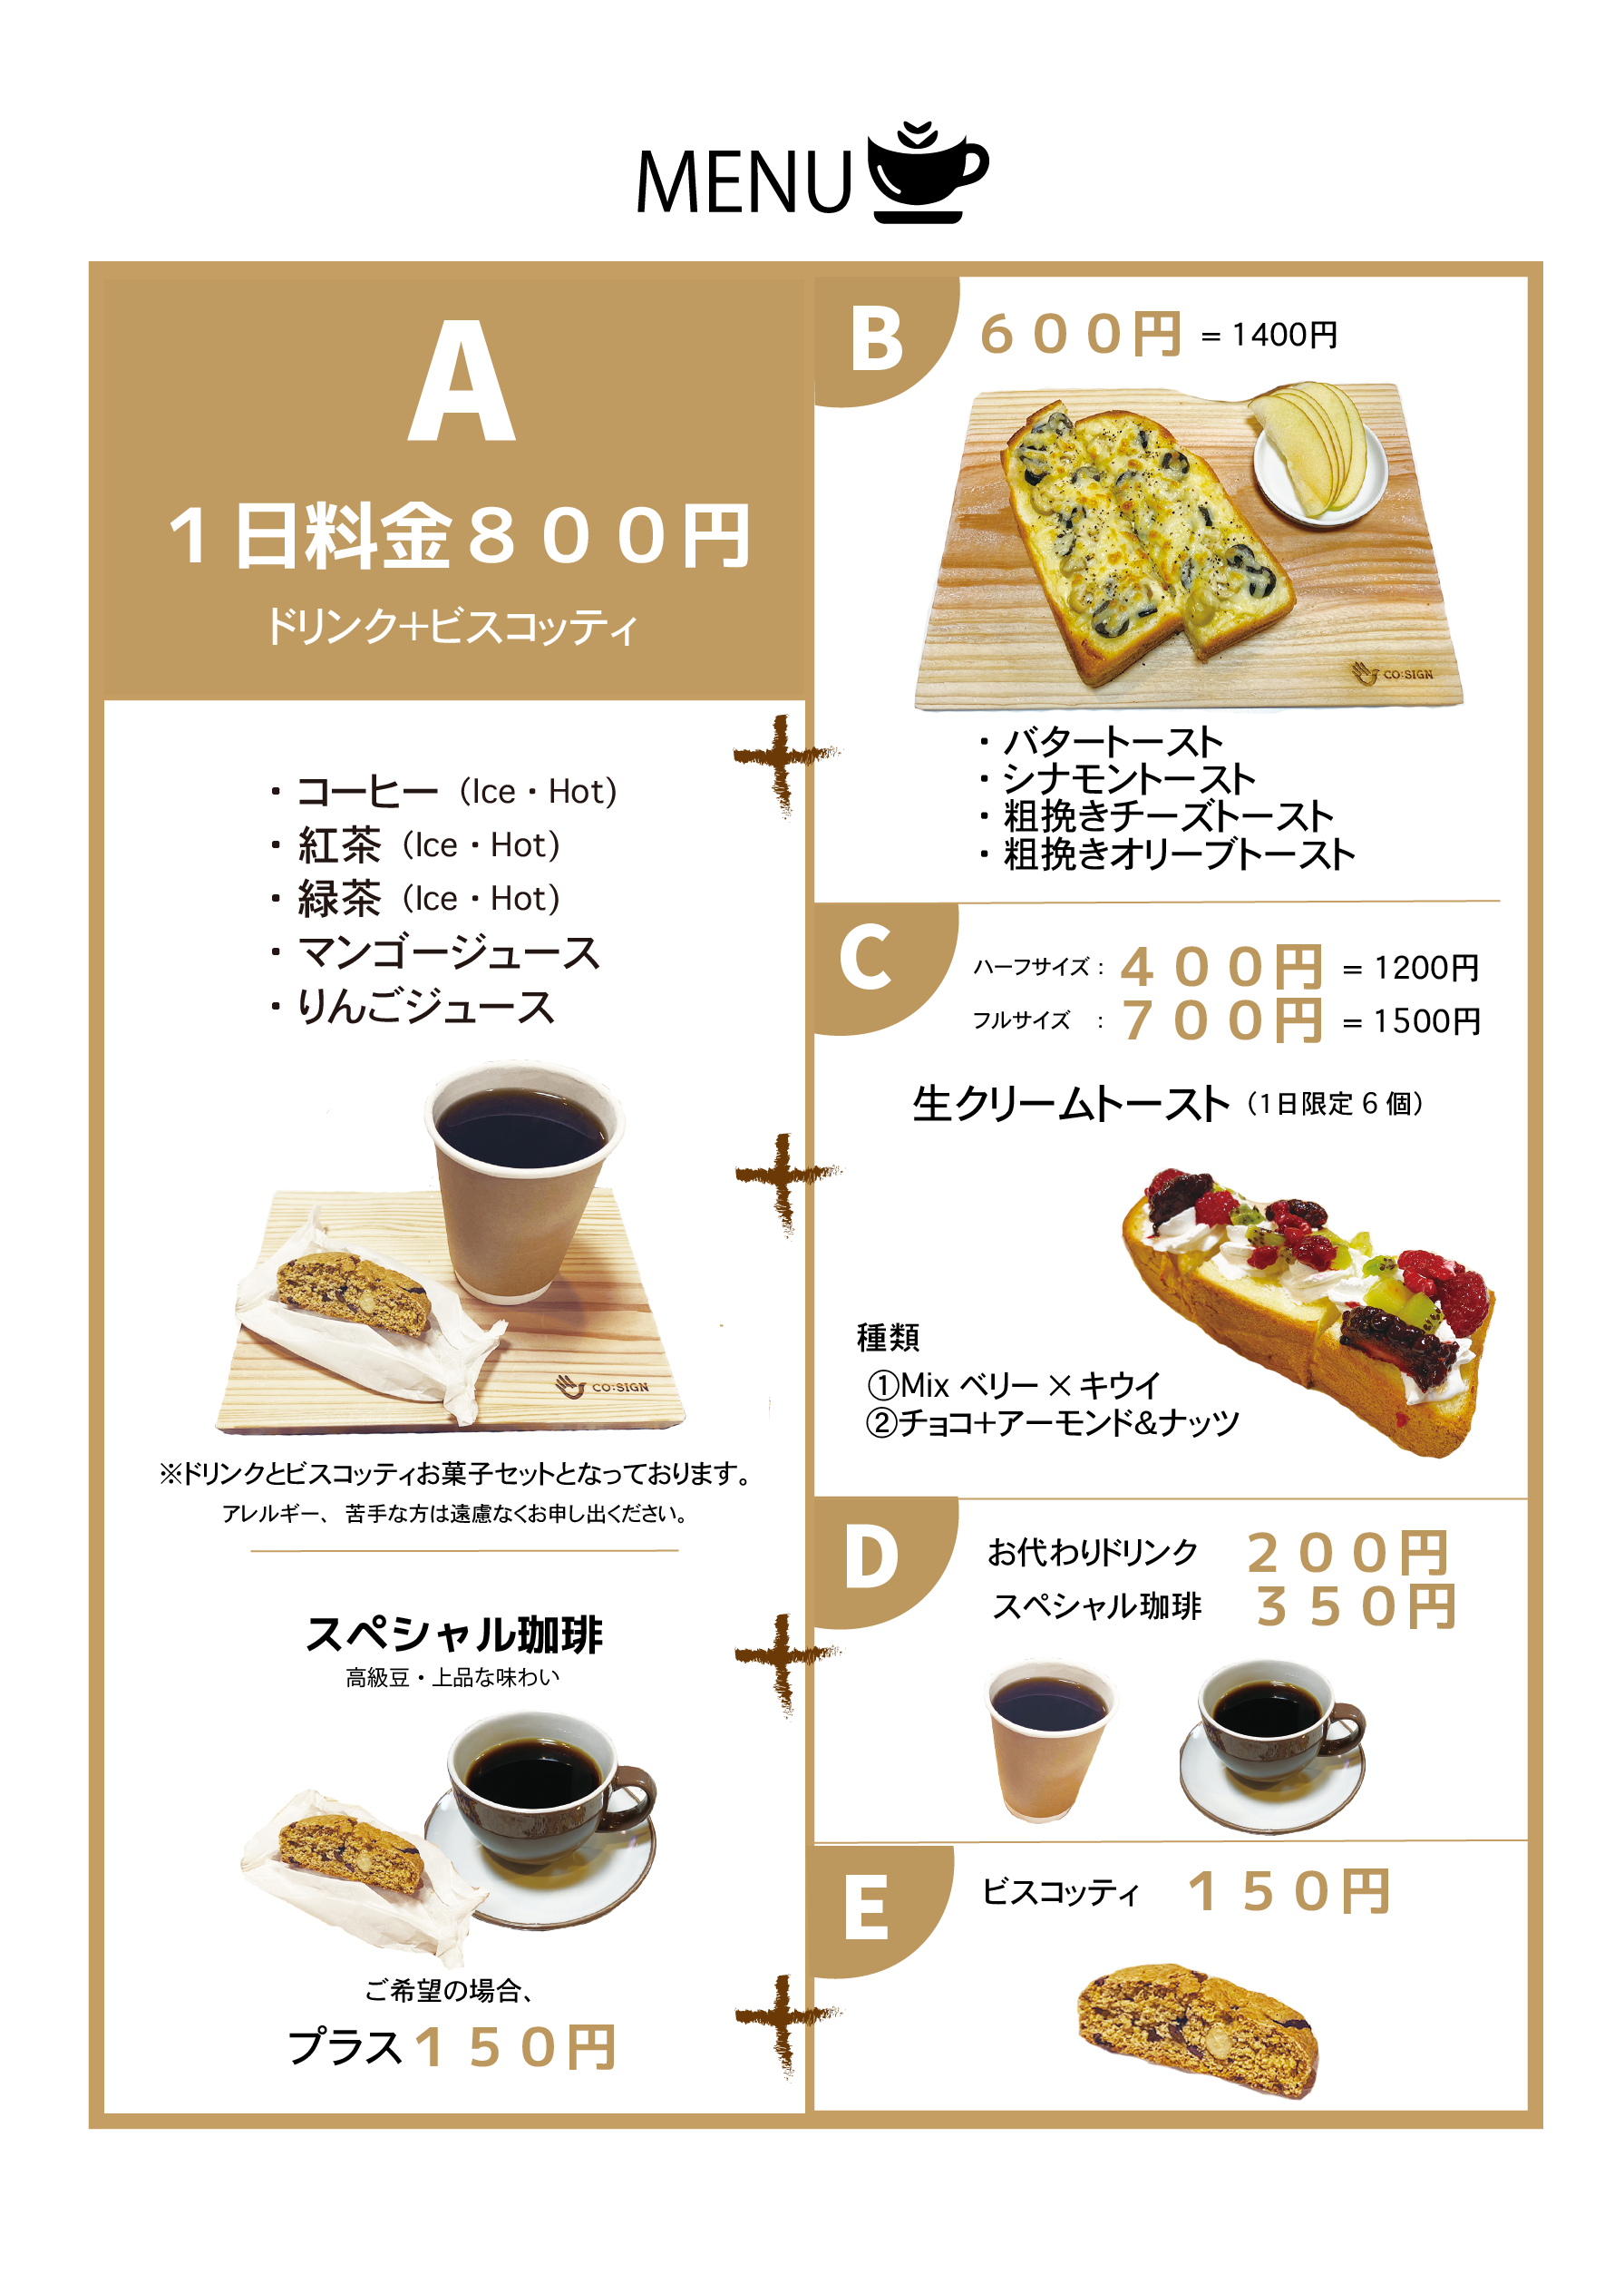 MENU
A
1日料金800円
ドリンク+ビスコッティ
・コーヒー（Ice・Hot）
・紅茶（Ice・Hot）
・緑茶（Ice・Hot）
・マンゴージュース
・りんごジュース
CO:SIGN
※ドリンクとビスコッティお菓子セットとなっております。
アレルギー、苦手な方は遠慮なくお申し出ください。
スペシャル珈琲
高級豆・上品な味わい
ご希望の場合、
プラス150円
B
600円 = 1400円
CO:SIGN
・バタートースト
・シナモントースト
・粗挽きチーズトースト
・粗挽きオリーブトースト
C
ハーフサイズ：400円 = 1200円
フルサイズ ：700円 = 1500円
生クリームトースト（1日限定6個）
種類
①Mix ベリー × キウイ
②チョコ+アーモンド&ナッツ
D
お代わりドリンク 200円
スペシャル珈琲 350円
E
ビスコッティ 150円